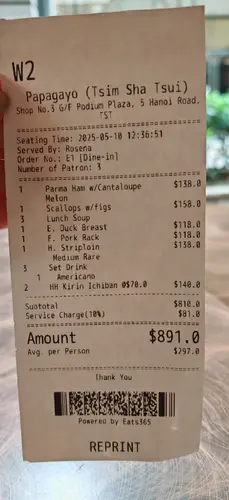 W2
Papagayo (Tsim Sha Tsui)
Shop No.3 G/F Podium Plaza, 5 Hanoi Road,
TST
Seating Time: 2025-05-10 12:36:51
Served By: Rosena
Order No.: E1 [Dine-in]
Number of Patron: 3
1 Parma Ham w/Cantaloupe $138.0
Melon
1 Scallops w/figs $158.0
3 Lunch Soup
1 E. Duck Breast $118.0
1 F. Pork Rack $118.0
1 H. Striploin $138.0
Medium Rare
3 Set Drink
1 Americano
2 HH Kirin Ichiban @$70.0 $140.0
Suntotal $810.0
Service Charge(10%) $81.0
Amount $891.0
Avg. per Person $297.0
Thank You
Powered by Eats365
REPRINT